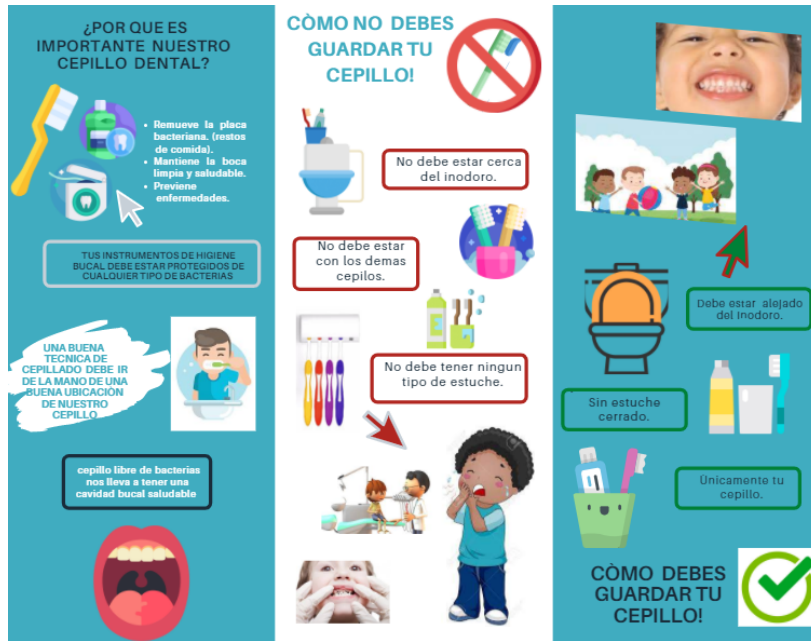 ¿POR QUE ES
IMPORTANTE NUESTRO
CEPILLO DENTAL?
• Remueve la placa
bacteriana. (restos
de comida).
• Mantiene la boca
limpia y saludable.
• Previene
enfermedades.
TUS INSTRUMENTOS DE HIGIENE
BUCAL DEBE ESTAR PROTEGIDOS DE
CUALQUIER TIPO DE BACTERIAS
UNA BUENA
TECNICA DE
CEPILLADO DEBE IR
DE LA MANO DE UNA
BUENA UBICACIÒN
DE NUESTRO
CEPILLO
cepillo libre de bacterias
nos lleva a tener una
cavidad bucal saludable
CÒMO NO DEBES
GUARDAR TU
CEPILLO!
No debe estar cerca
del inodoro.
No debe estar
con los demas
cepilos.
No debe tener ningun
tipo de estuche.
Debe estar alejado
del inodoro.
Sin estuche
cerrado.
Únicamente tu
cepillo.
CÒMO DEBES
GUARDAR TU
CEPILLO!